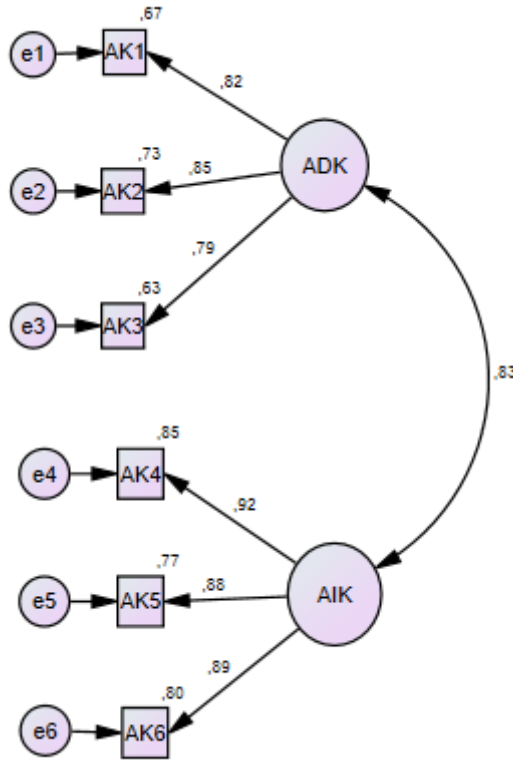 ,67
e1
AK1
,82
,73
,85
ADK
e2
AK2
,79
,63
e3
AK3
,83
,85
e4
AK4
,92
,77
,88
AIK
e5
AK5
,89
,80
e6
AK6